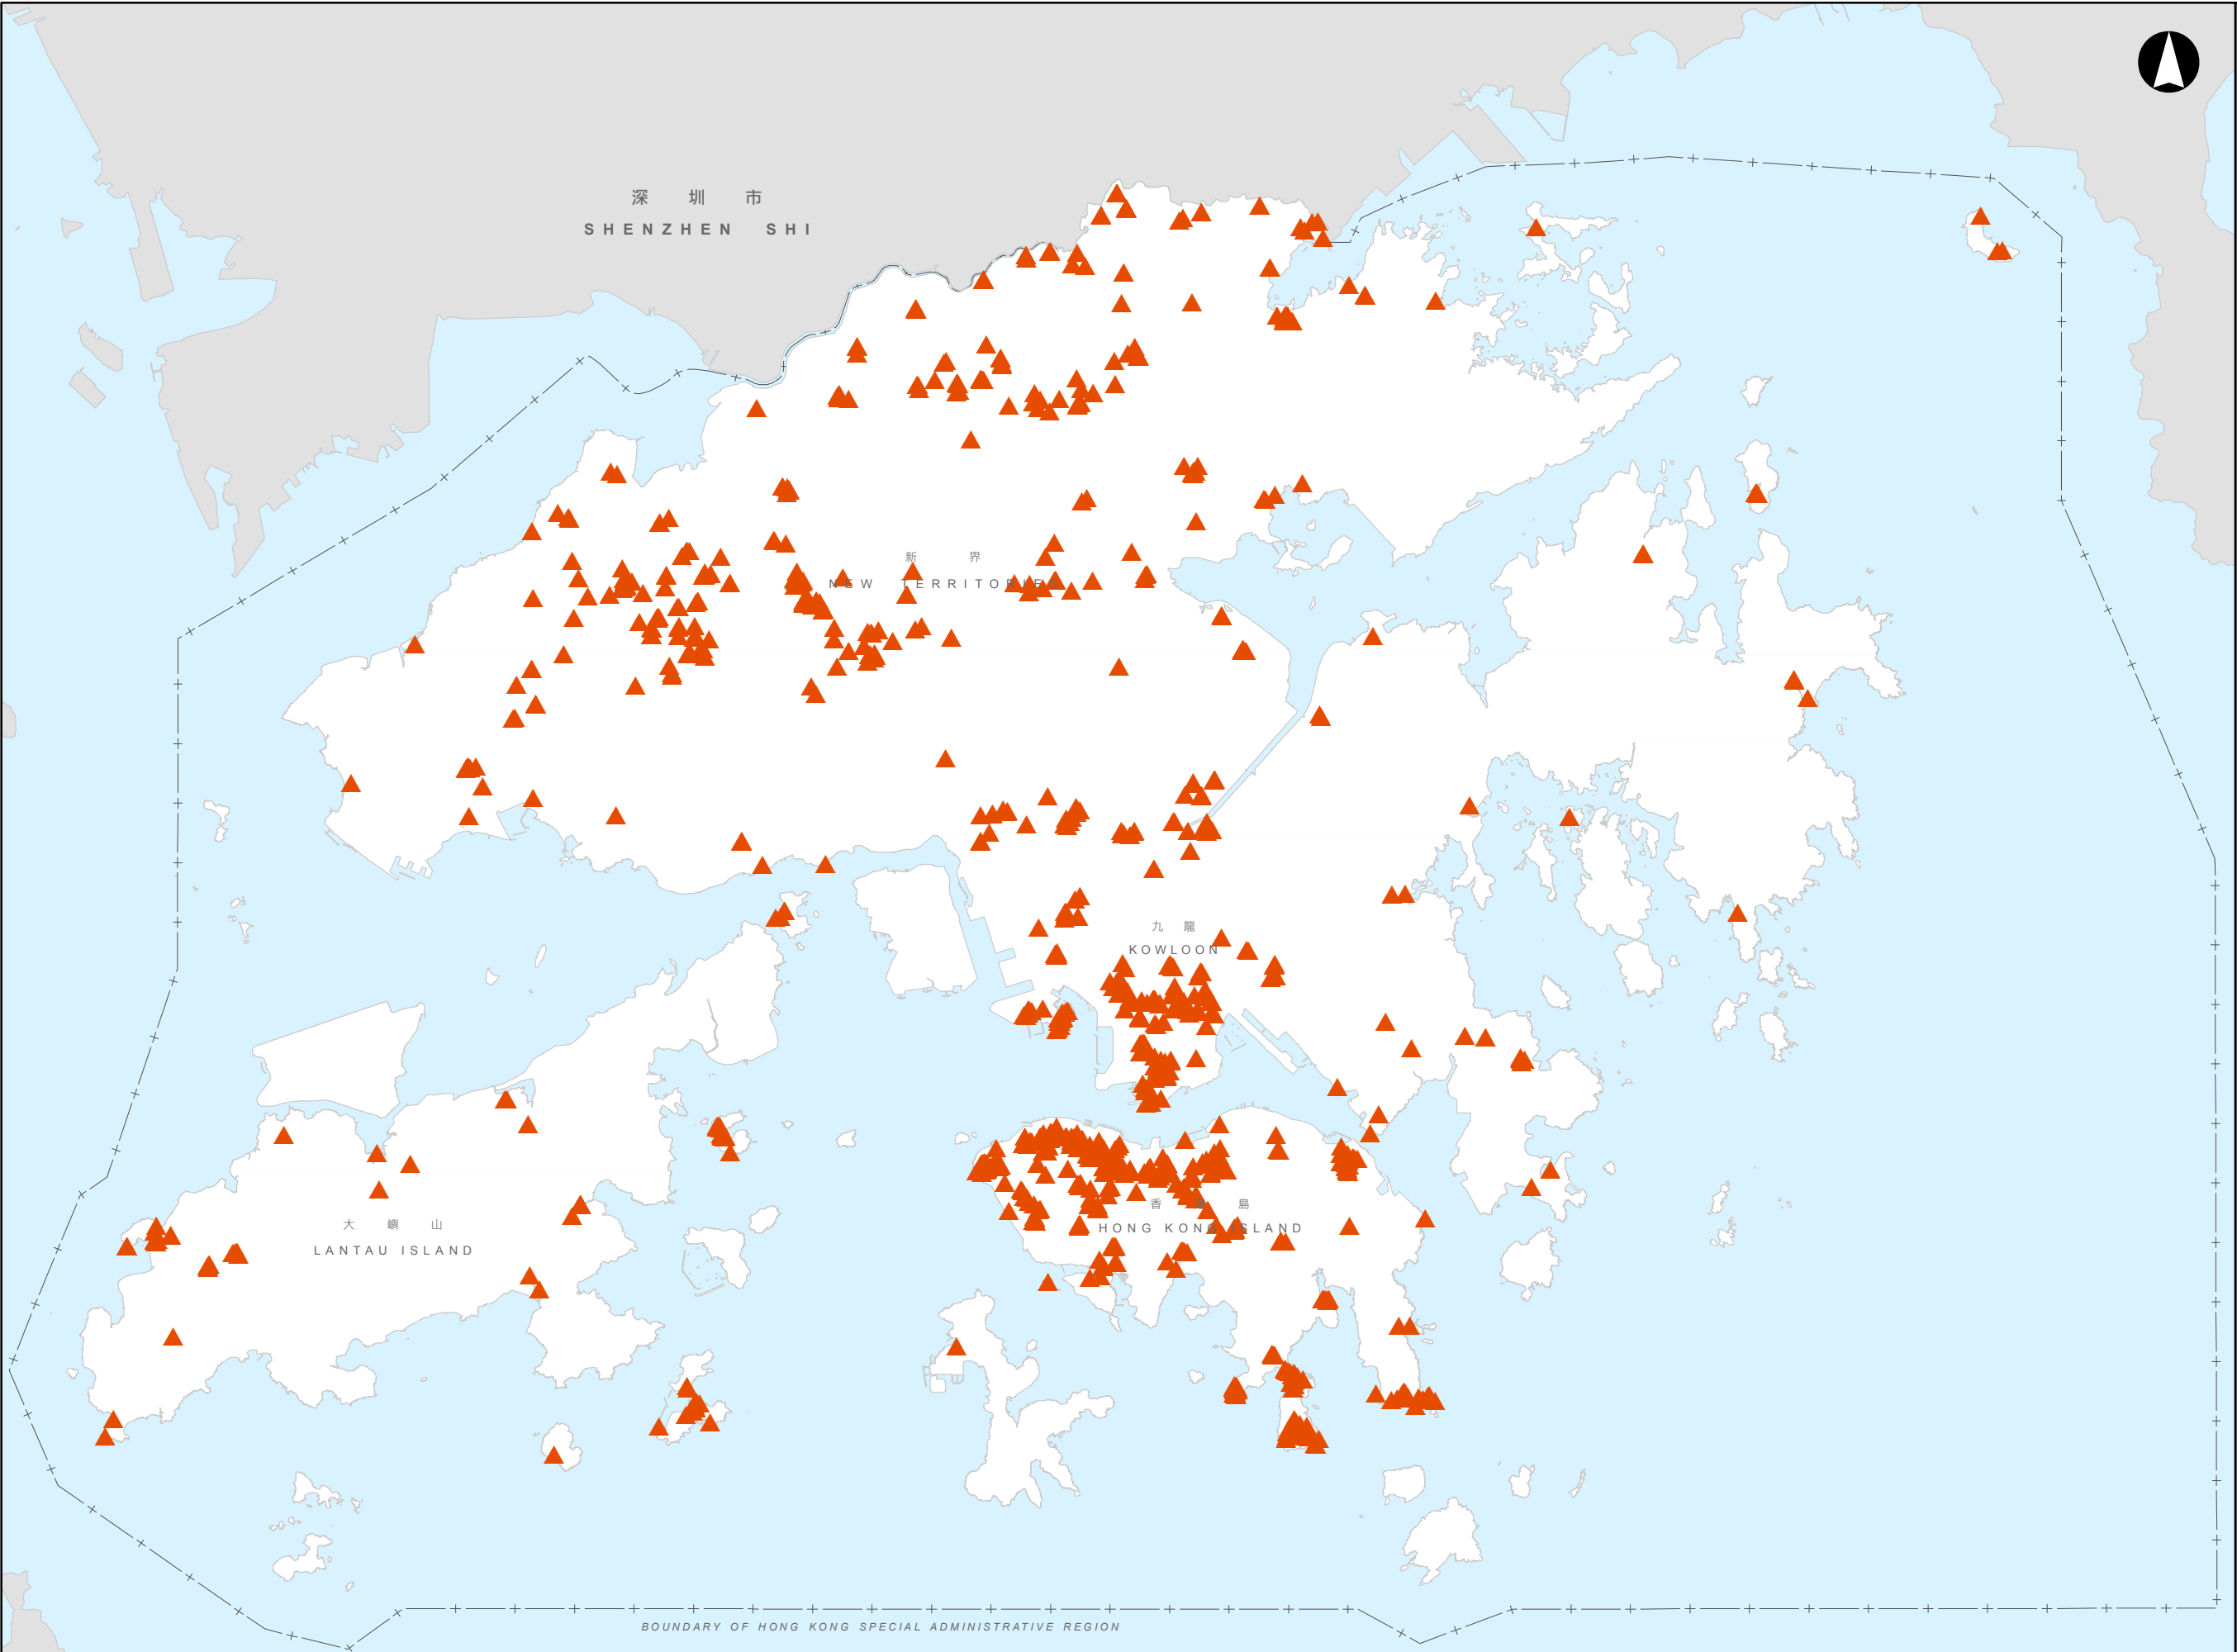 深 圳 市
SHENZHEN SHI
新 界
NEW TERRITORIES
九 龍
KOWLOON
香 島
HONG KONG ISLAND
大 嶼 山
LANTAU ISLAND
BOUNDARY OF HONG KONG SPECIAL ADMINISTRATIVE REGION